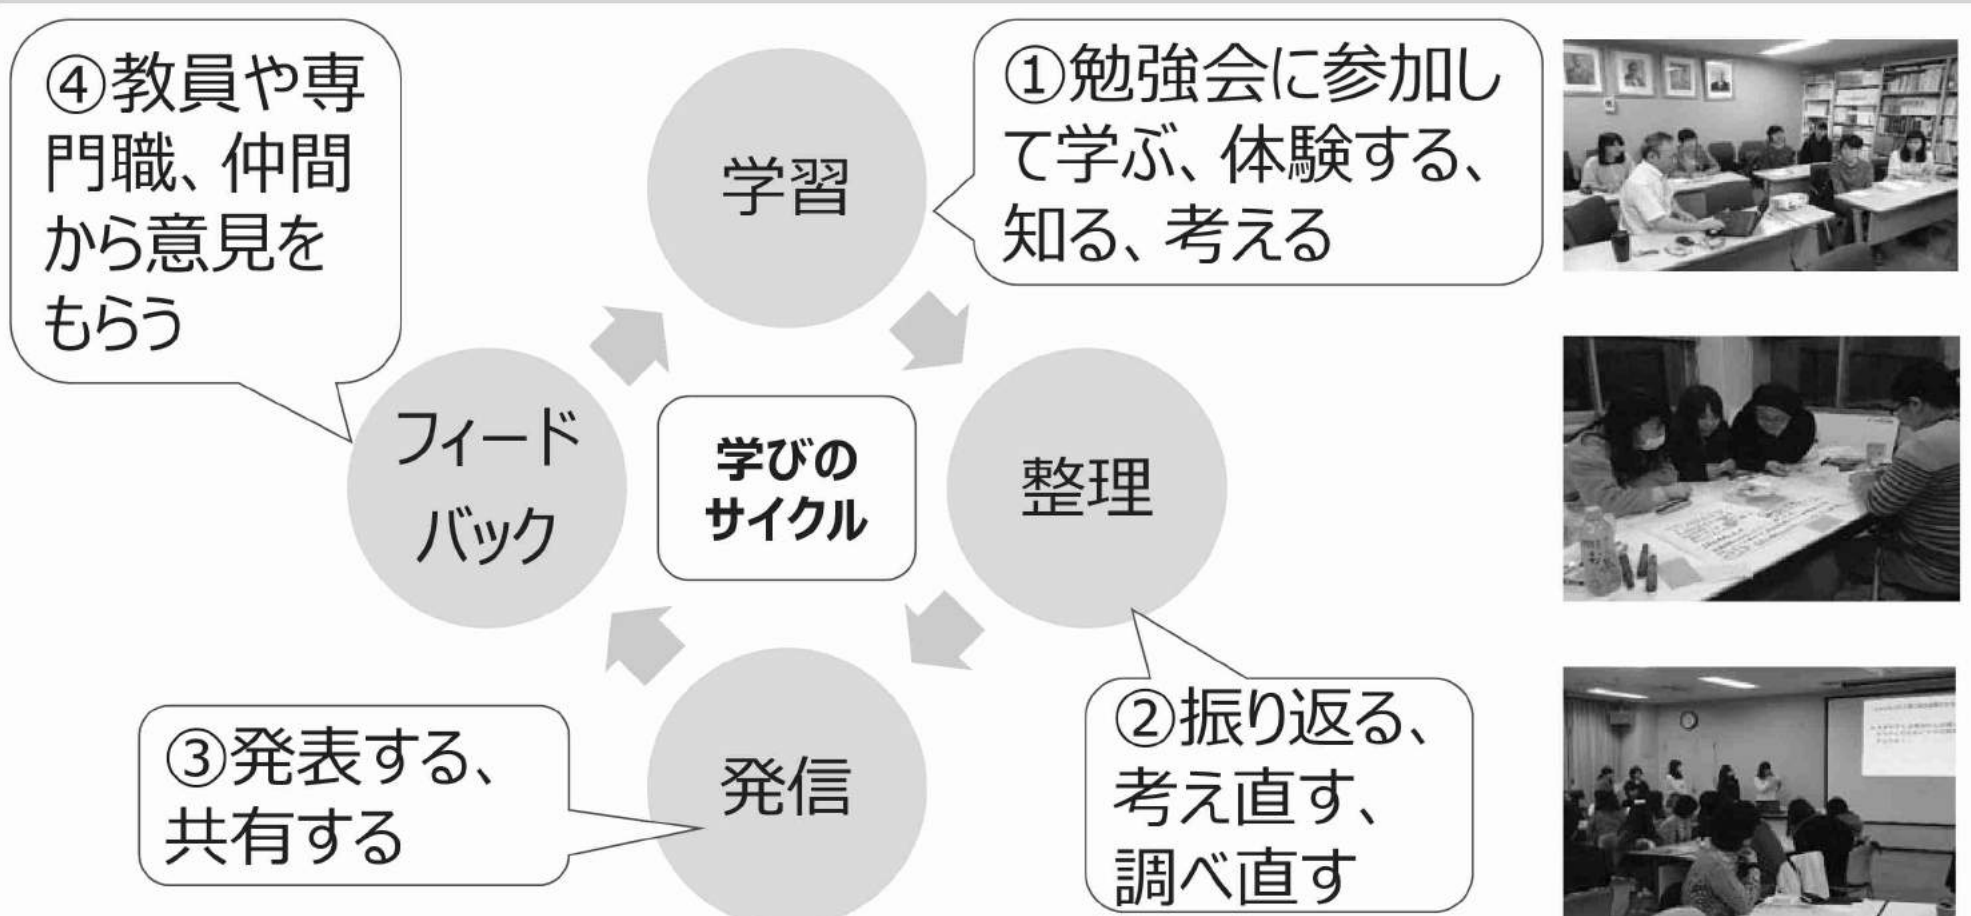 ④教員や専
門職、仲間
から意見を
もらう
学習
①勉強会に参加し
て学ぶ、体験する、
知る、考える
フィード
バック
学びの
サイクル
整理
③発表する、
共有する
発信
②振り返る、
考え直す、
調べ直す